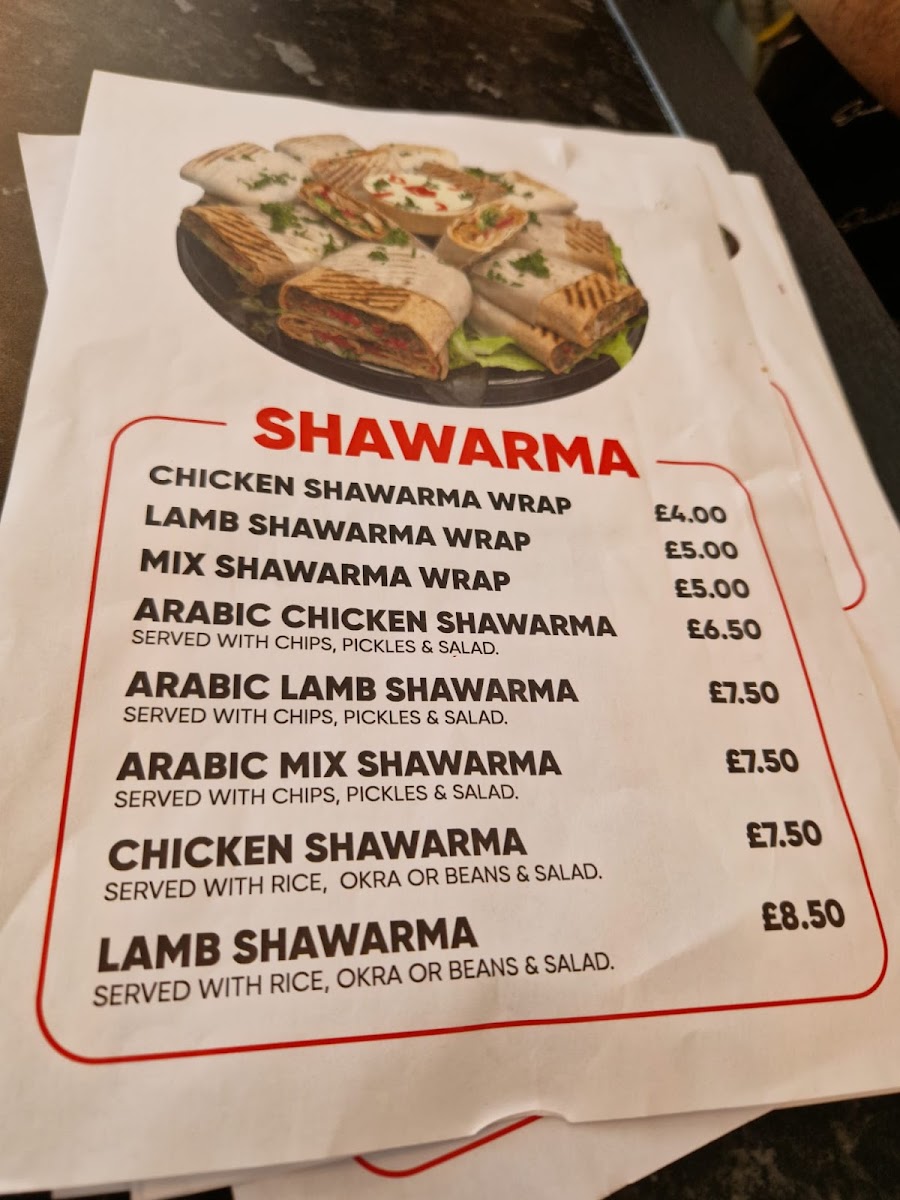 SHAWARMA
CHICKEN SHAWARMA WRAP £4.00
LAMB SHAWARMA WRAP £5.00
MIX SHAWARMA WRAP £5.00
ARABIC CHICKEN SHAWARMA £6.50
SERVED WITH CHIPS, PICKLES & SALAD.
ARABIC LAMB SHAWARMA £7.50
SERVED WITH CHIPS, PICKLES & SALAD.
ARABIC MIX SHAWARMA £7.50
SERVED WITH CHIPS, PICKLES & SALAD.
CHICKEN SHAWARMA £7.50
SERVED WITH RICE, OKRA OR BEANS & SALAD.
LAMB SHAWARMA £8.50
SERVED WITH RICE, OKRA OR BEANS & SALAD.